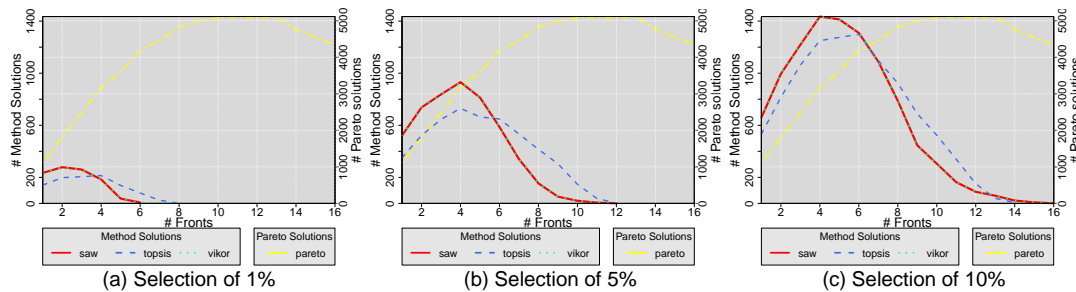 # Method Solutions
0 200 600 1000 1400
2 4 6 8 10 12 14 16
# Fronts
0 1000 2000 3000 4000 5000
# Pareto solutions
Method Solutions
saw topsis vikor
Pareto Solutions
pareto
(a) Selection of 1%
# Method Solutions
0 200 600 1000 1400
2 4 6 8 10 12 14 16
# Fronts
0 1000 2000 3000 4000 5000
# Pareto solutions
Method Solutions
saw topsis vikor
Pareto Solutions
pareto
(b) Selection of 5%
# Method Solutions
0 200 600 1000 1400
2 4 6 8 10 12 14 16
# Fronts
0 1000 2000 3000 4000 5000
# Pareto solutions
Method Solutions
saw topsis vikor
Pareto Solutions
pareto
(c) Selection of 10%